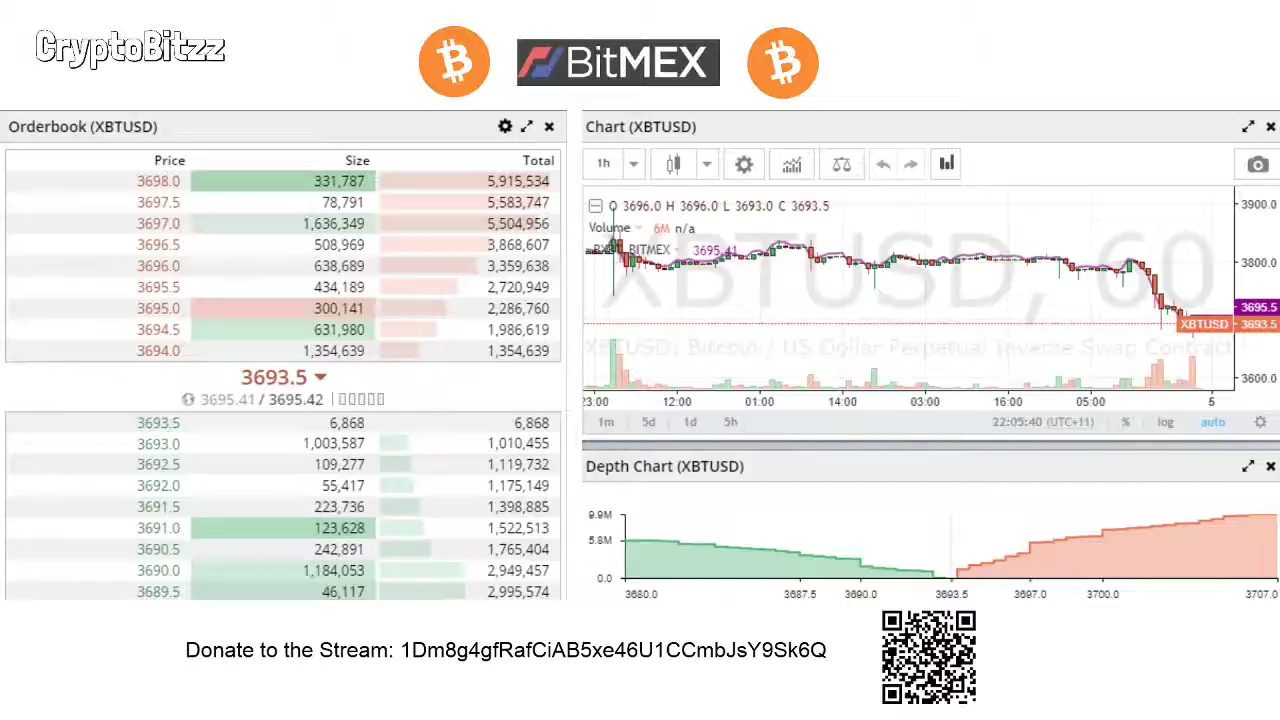 CryptoBitzz
BitMEX
Orderbook (XBTUSD)
Price Size Total
3698.0 331,787 5,915,534
3697.5 78,791 5,583,747
3697.0 1,636,349 5,504,956
3696.5 508,969 3,868,607
3696.0 638,689 3,359,638
3695.5 434,189 2,720,949
3695.0 300,141 2,286,760
3694.5 631,980 1,986,619
3694.0 1,354,639 1,354,639
3693.5
3695.41 / 3695.42
3693.5 6,868 6,868
3693.0 1,003,587 1,010,455
3692.5 109,277 1,119,732
3692.0 55,417 1,175,149
3691.5 223,736 1,398,885
3691.0 123,628 1,522,513
3690.5 242,891 1,765,404
3690.0 1,184,053 2,949,457
3689.5 46,117 2,995,574
Chart (XBTUSD)
1h
O 3696.0 H 3696.0 L 3693.0 C 3693.5
Volume 6M n/a
BITMEX 3695.41
XBTUSD, 60
XBTUSD: Bitcoin / US Dollar Perpetual Inverse Swap Contract
3900.0
3800.0
3695.5
XBTUSD 3693.5
3600.0
23:00 12:00 01:00 14:00 03:00 16:00 05:00 5
1m 5d 1d 5h 22:05:40 (UTC+11) % log auto
Depth Chart (XBTUSD)
9.9M
5.8M
0.0
3680.0 3687.5 3690.0 3693.5 3697.0 3700.0 3707.0
Donate to the Stream: 1Dm8g4gfRafCiAB5xe46U1CCmbJsY9Sk6Q